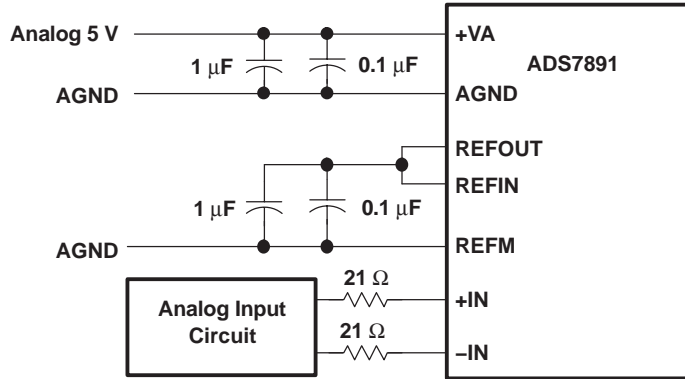 Analog 5 V
+VA
1 μF
0.1 μF
ADS7891
AGND
AGND
REFOUT
REFIN
1 μF
0.1 μF
AGND
REFM
21 Ω
+IN
Analog Input
Circuit
21 Ω
–IN